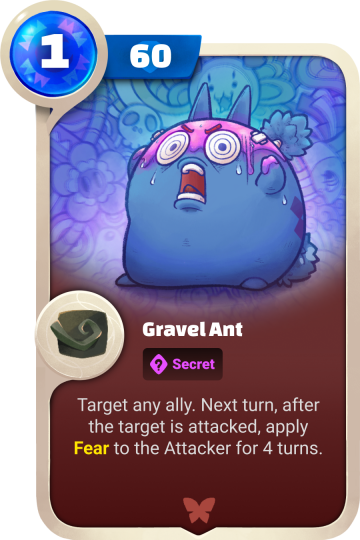 1
60
Gravel Ant
Secret
Target any ally. Next turn, after
the target is attacked, apply
Fear to the Attacker for 4 turns.